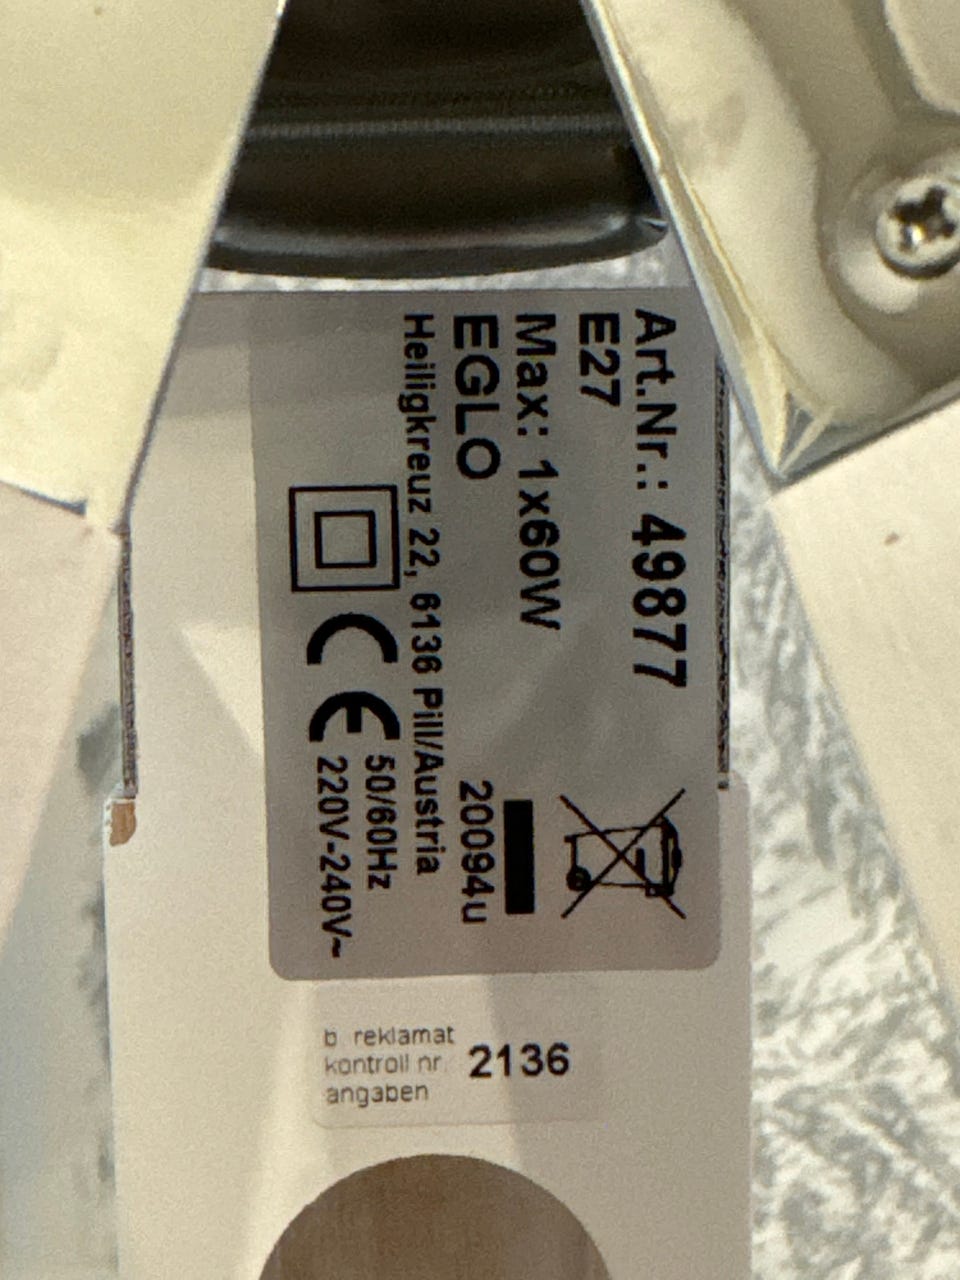 Art.Nr.: 49877
E27
Max: 1x60W
EGLO 20094u
Heiligkreuz 22, 6136 Pill/Austria
CE 50/60Hz
220V-240V~
b reklamat
kontroll nr
angaben
2136